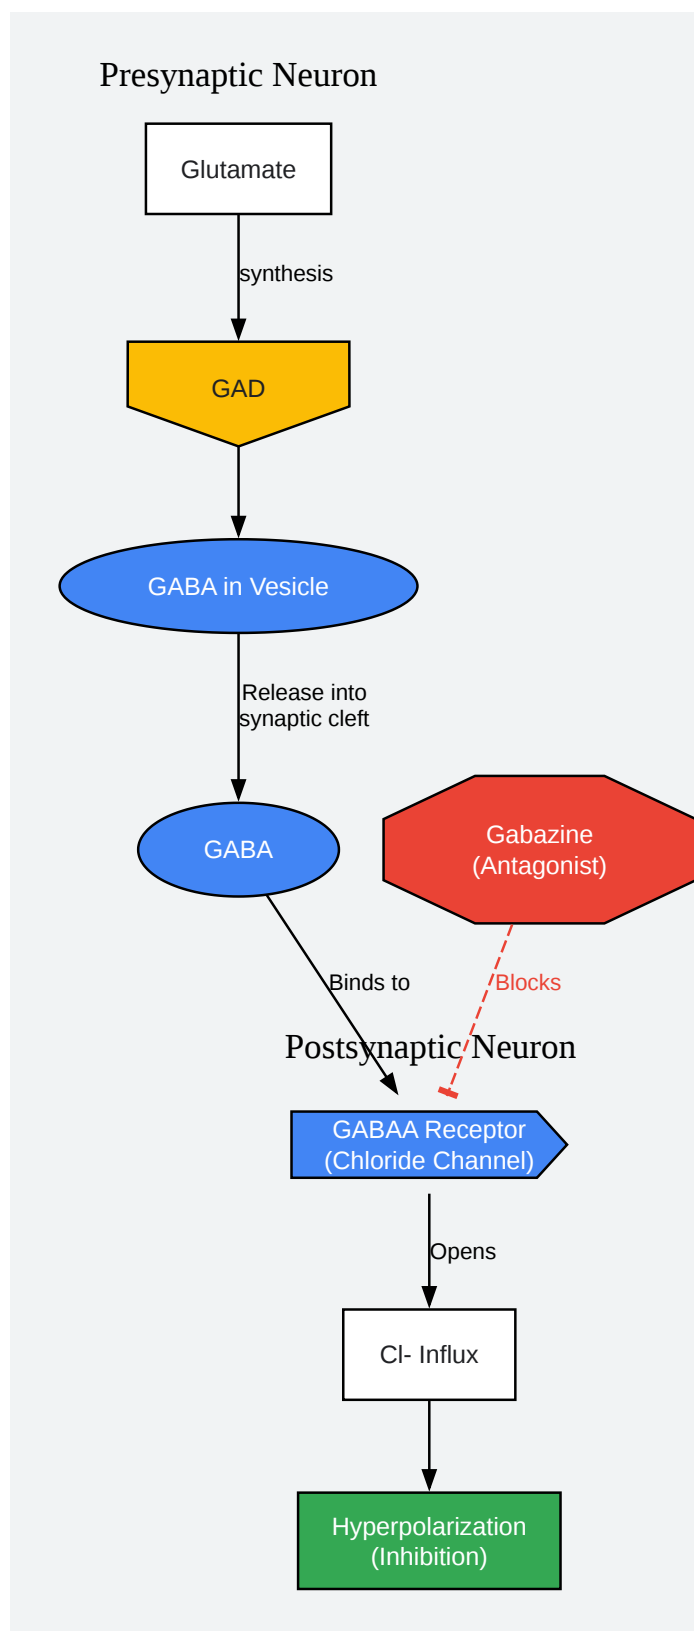 Presynaptic Neuron
Glutamate
synthesis
GAD
GABA in Vesicle
Release into
synaptic cleft
GABA
Gabazine
(Antagonist)
Binds to
Blocks
Postsynaptic Neuron
GABAA Receptor
(Chloride Channel)
Opens
Cl- Influx
Hyperpolarization
(Inhibition)